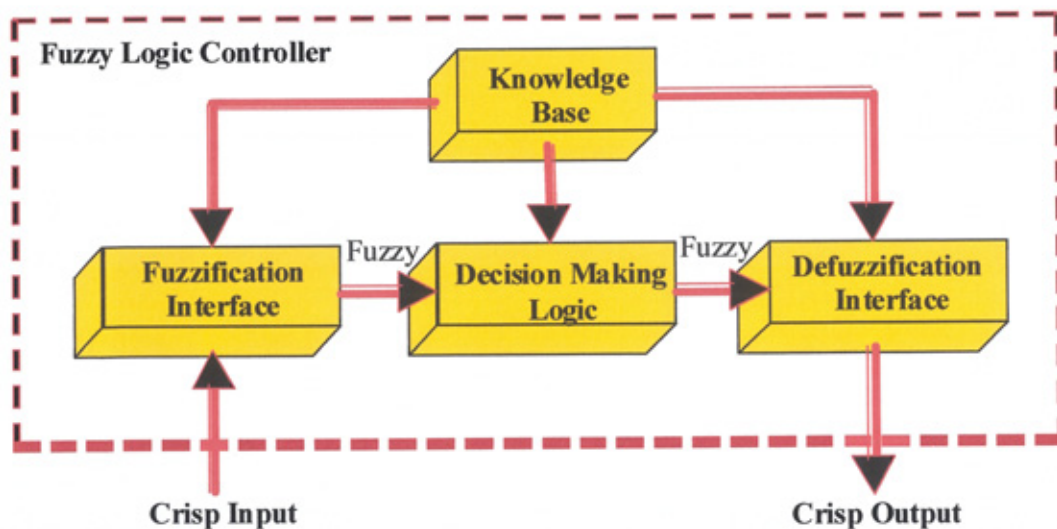 Fuzzy Logic Controller
Knowledge
Base
Fuzzification
Interface
Fuzzy
Decision Making
Logic
Fuzzy
Defuzzification
Interface
Crisp Input
Crisp Output